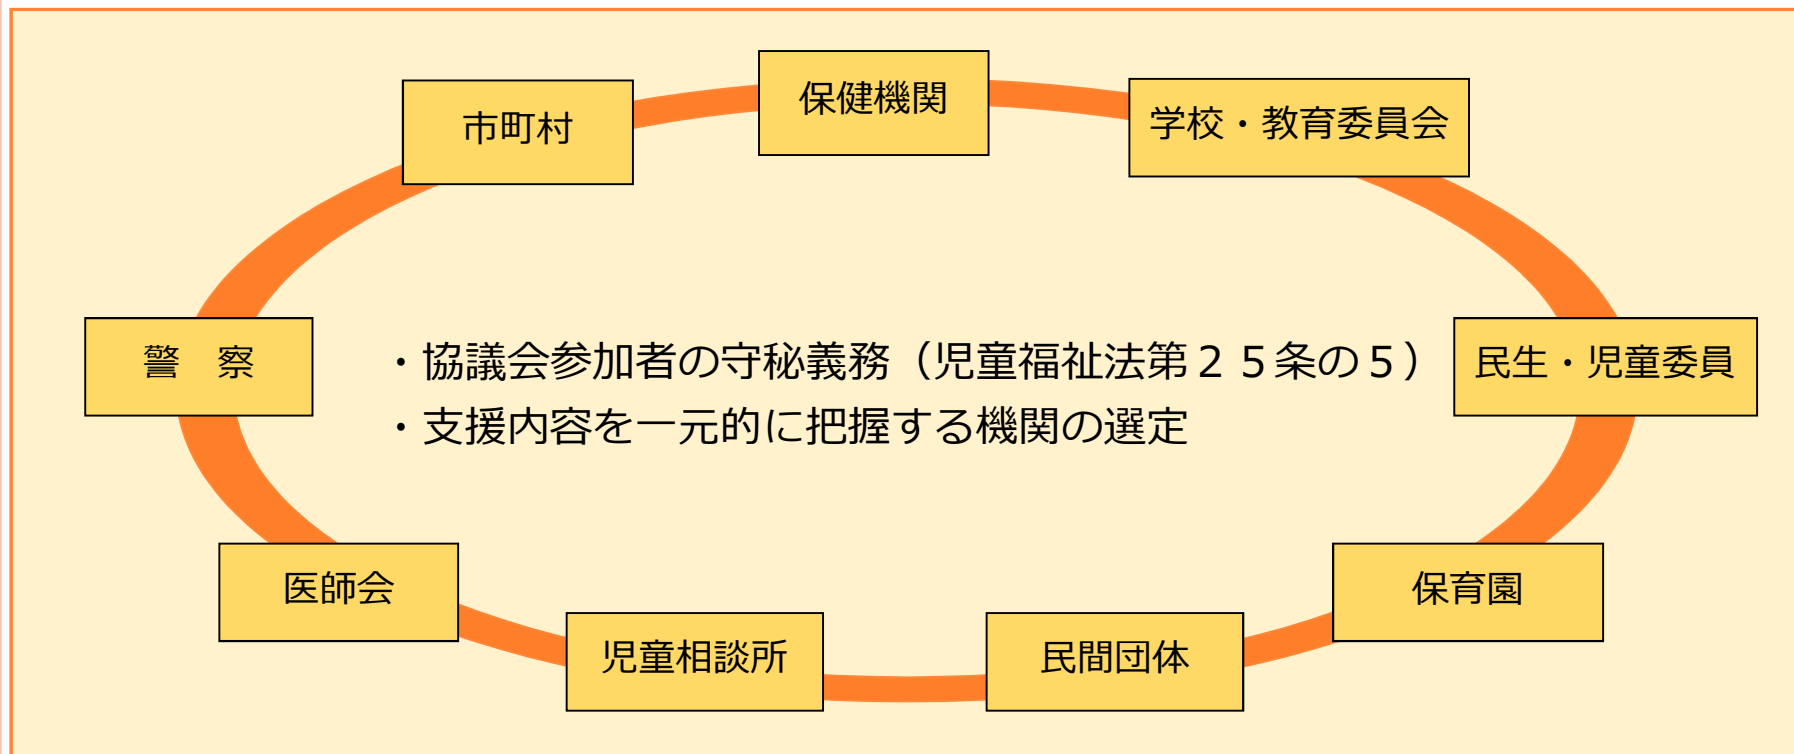 保健機関
市町村
学校・教育委員会
警　察
・協議会参加者の守秘義務（児童福祉法第２５条の５）
民生・児童委員
・支援内容を一元的に把握する機関の選定
医師会
保育園
児童相談所
民間団体